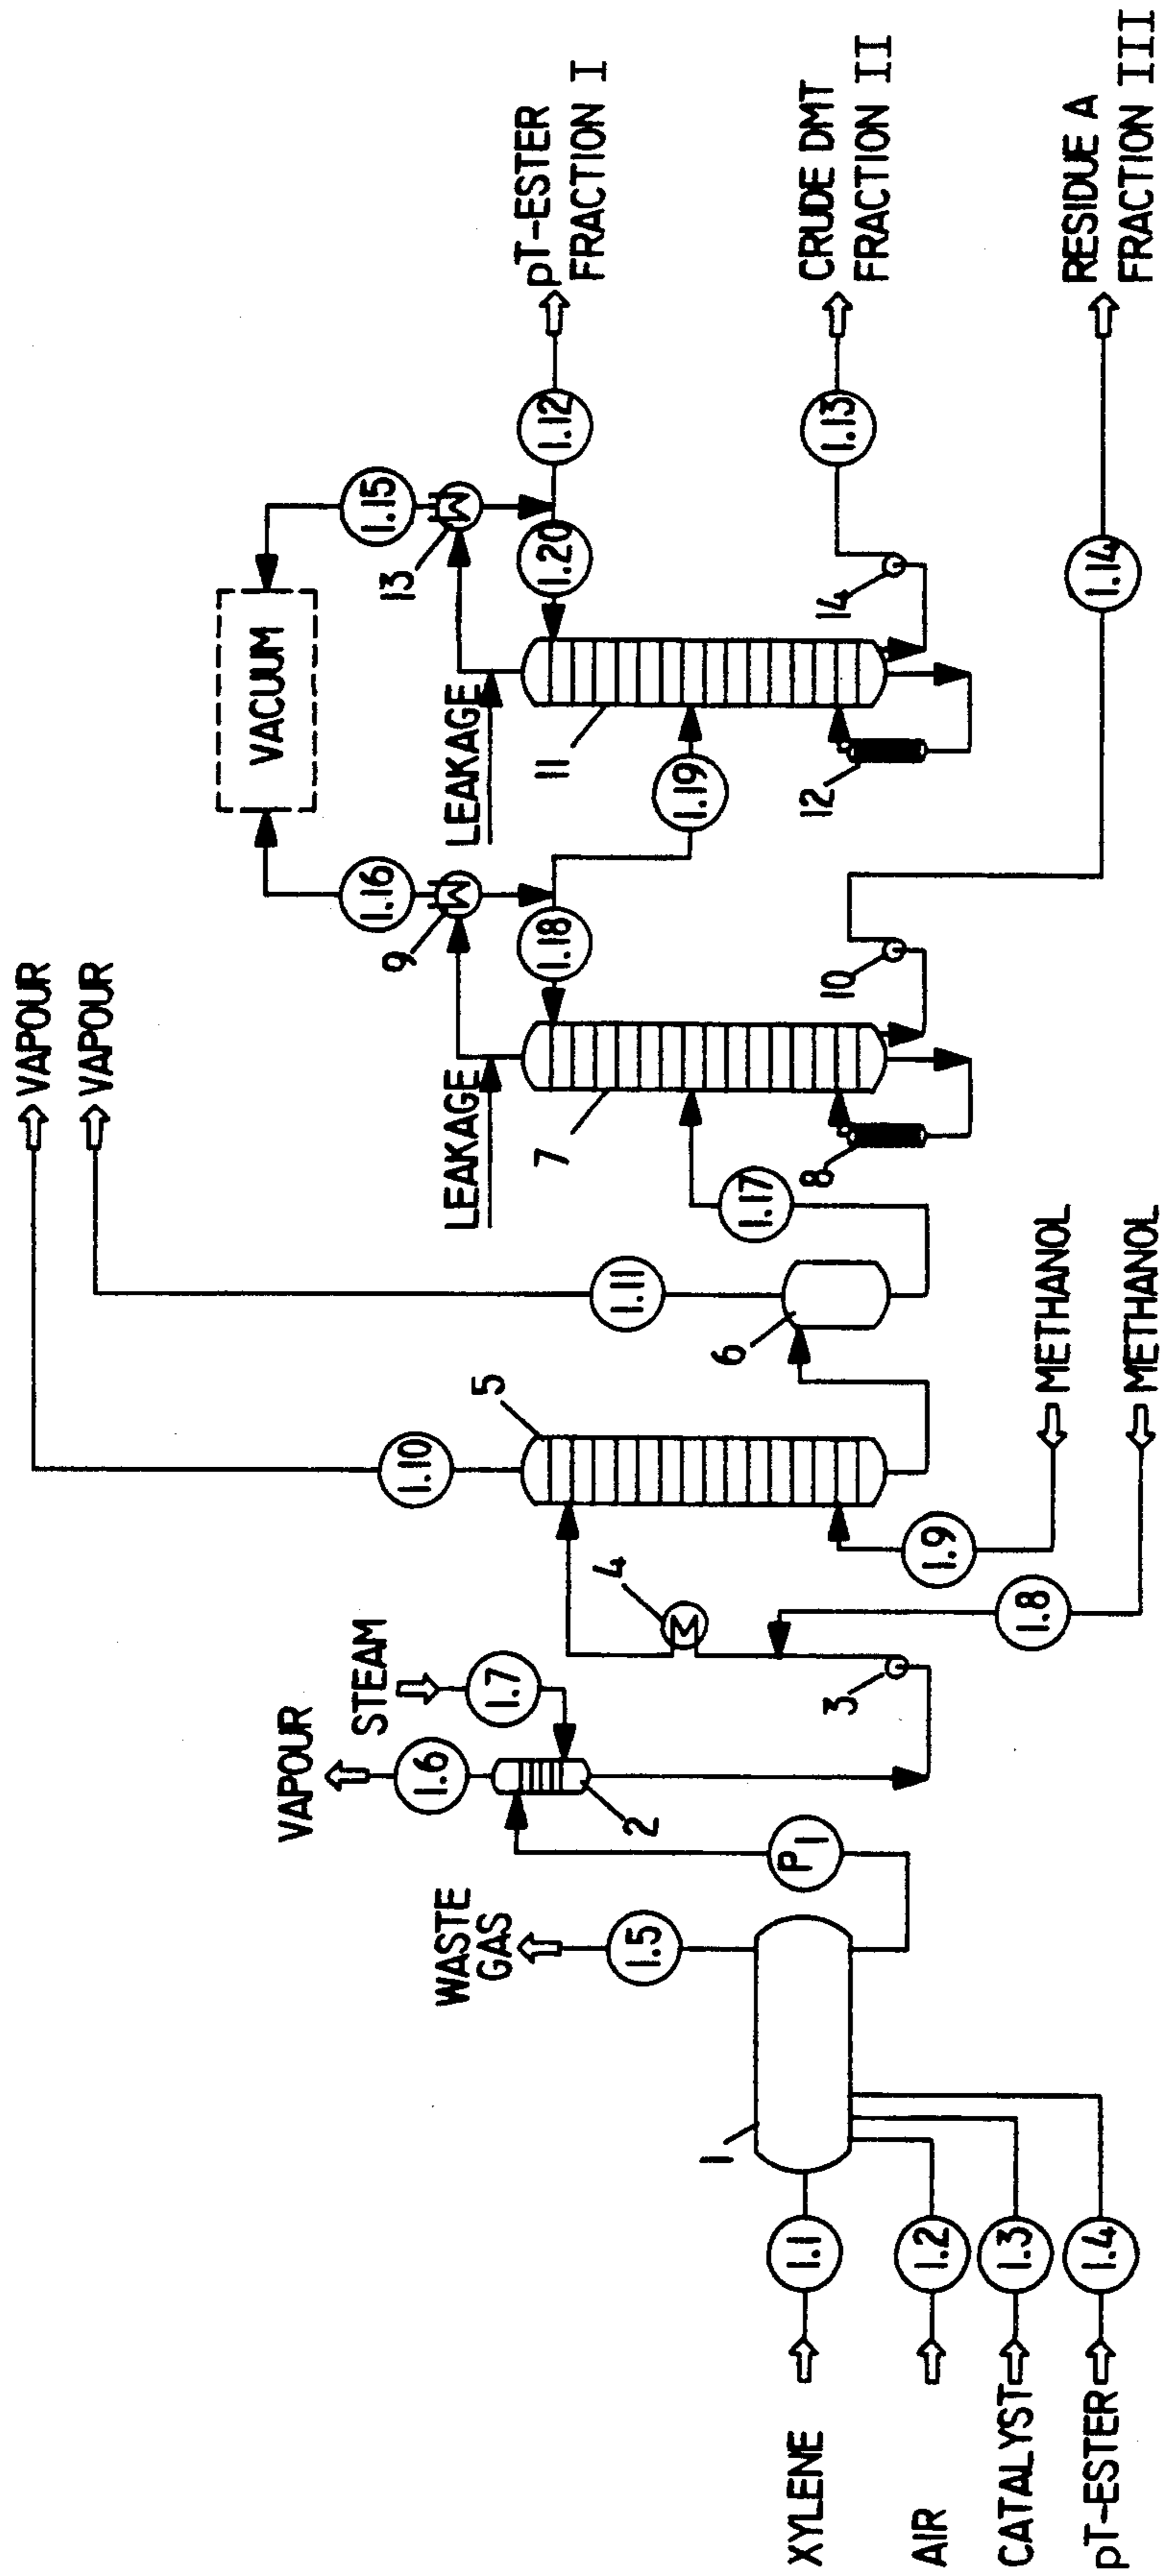 VAPOUR
VAPOUR
VACUUM
1.16
1.15
LEAKAGE
LEAKAGE
9
13
VAPOUR
STEAM
1.10
1.6
1.7
WASTE
GAS
5
1.18
1.20
1.12
pT-ESTER
FRACTION I
2
4
7
11
1.5
1.11
1.17
1.19
1
P1
6
8
10
12
14
3
1.13
CRUDE DMT
FRACTION II
XYLENE
1.1
AIR
1.2
1.9
METHANOL
CATALYST
1.3
1.8
METHANOL
pT-ESTER
1.4
1.14
RESIDUE A
FRACTION III